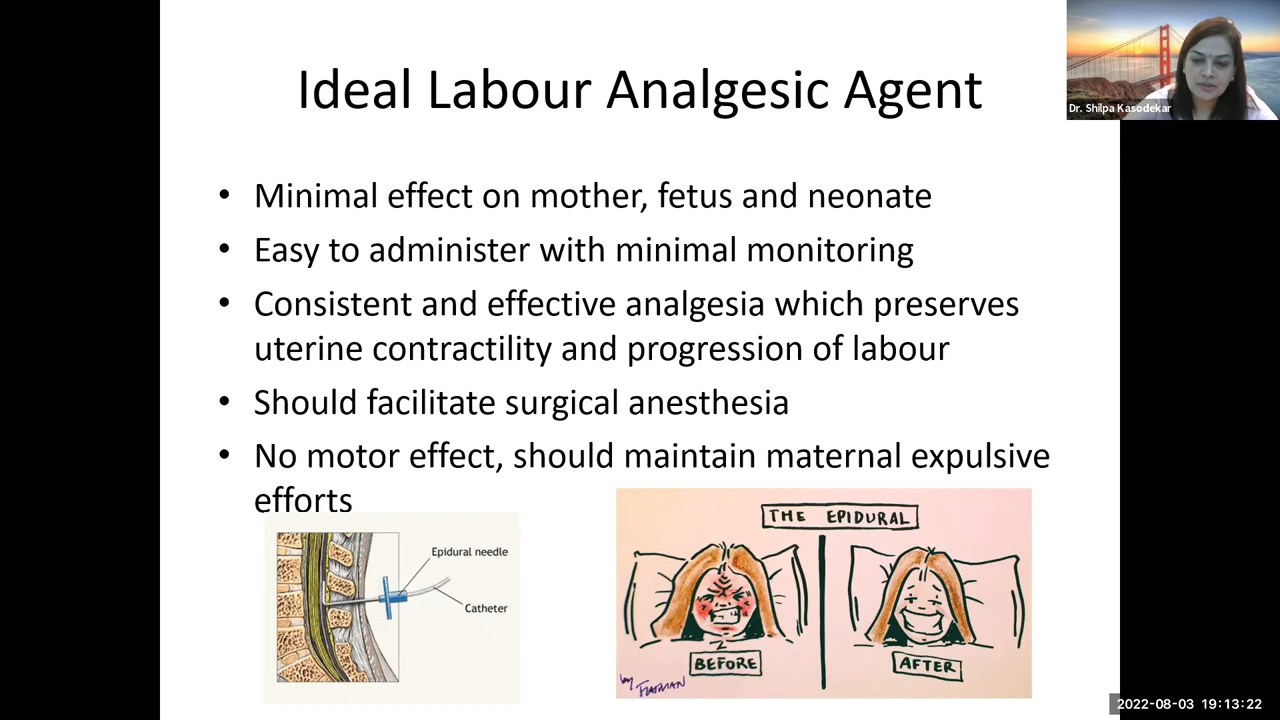 Ideal Labour Analgesic Agent
Dr. Shilpa Kasodekar
• Minimal effect on mother, fetus and neonate
• Easy to administer with minimal monitoring
• Consistent and effective analgesia which preserves
uterine contractility and progression of labour
• Should facilitate surgical anesthesia
• No motor effect, should maintain maternal expulsive
efforts
Epidural needle
Catheter
THE EPIDURAL
BEFORE
AFTER
by
2022-08-03 19:13:22